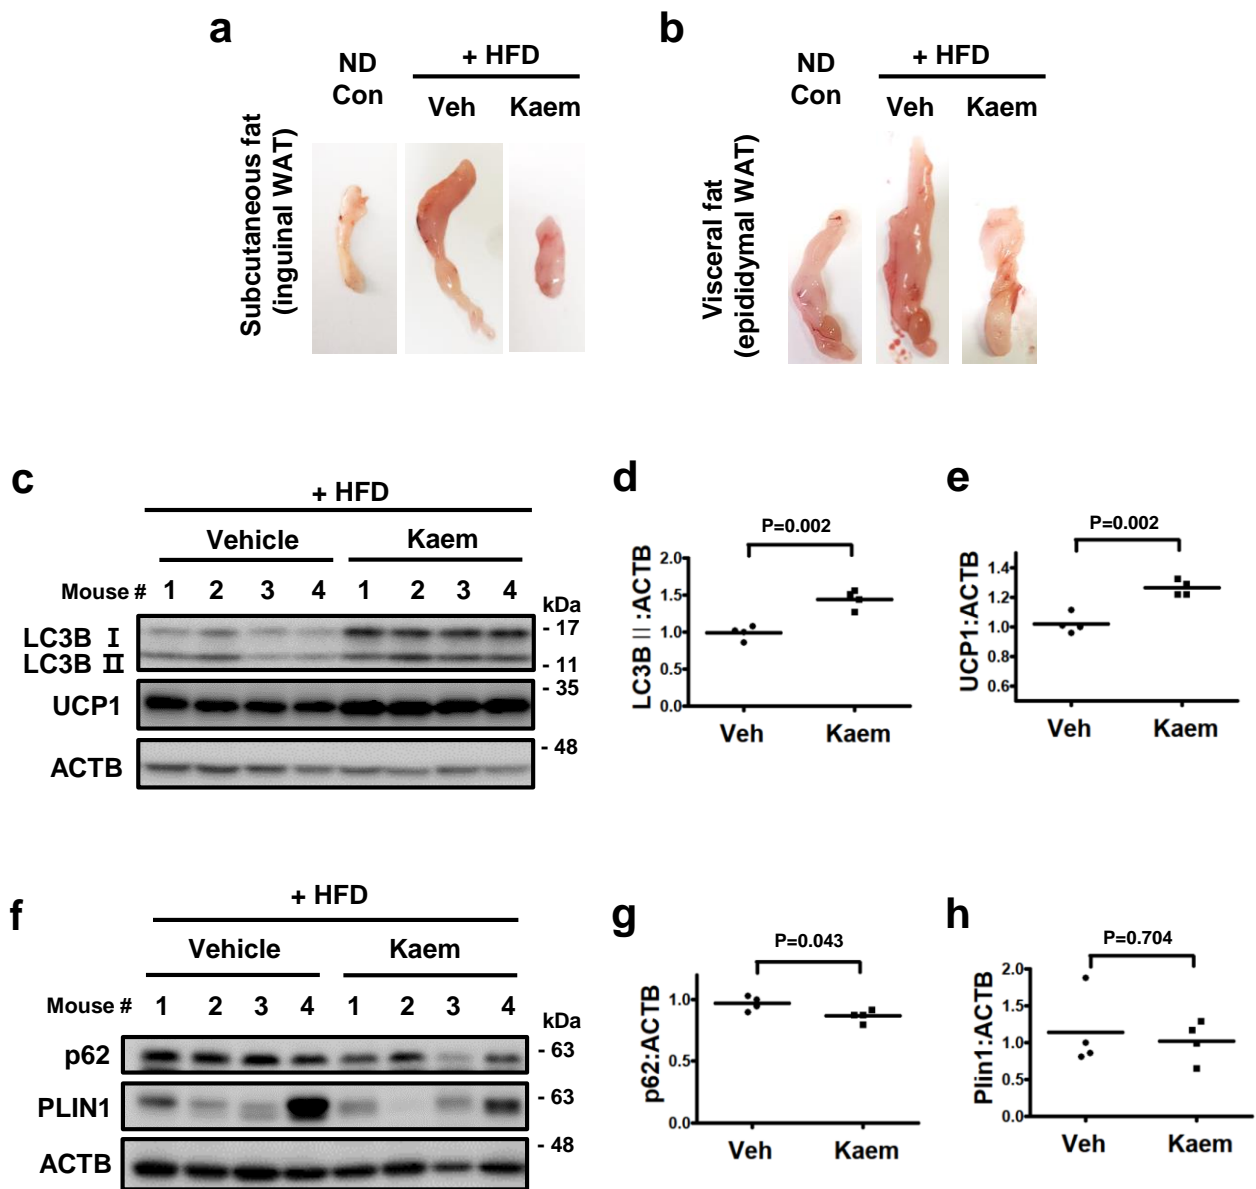 a
ND
Con
+ HFD
Veh Kaem
Subcutaneous fat
(inguinal WAT)
b
ND
Con
+ HFD
Veh Kaem
Visceral fat
(epididymal WAT)
c
+ HFD
Vehicle Kaem
Mouse # 1 2 3 4 1 2 3 4
kDa
LC3B Ⅰ - 17
LC3B Ⅱ - 11
UCP1 - 35
ACTB - 48
d
P=0.002
LC3B II:ACTB
2.0
1.5
1.0
0.5
0.0
Veh Kaem
e
P=0.002
UCP1:ACTB
1.4
1.2
1.0
0.8
0.6
Veh Kaem
f
+ HFD
Vehicle Kaem
Mouse # 1 2 3 4 1 2 3 4
kDa
p62 - 63
PLIN1 - 63
ACTB - 48
g
P=0.043
p62:ACTB
1.0
0.5
0.0
Veh Kaem
h
P=0.704
Plin1:ACTB
2.0
1.5
1.0
0.5
0.0
Veh Kaem